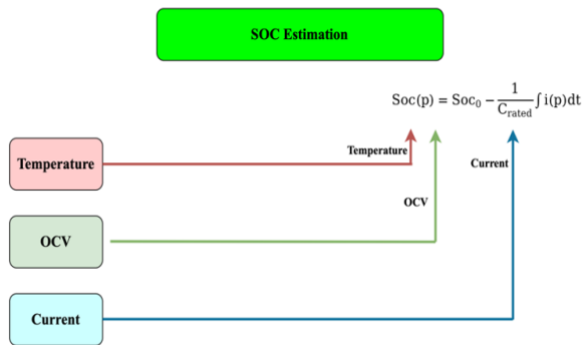 SOC Estimation
Soc(p) = Soc₀ − 1/C_rated ∫ i(p)dt
Temperature
Temperature
Current
OCV
OCV
Current